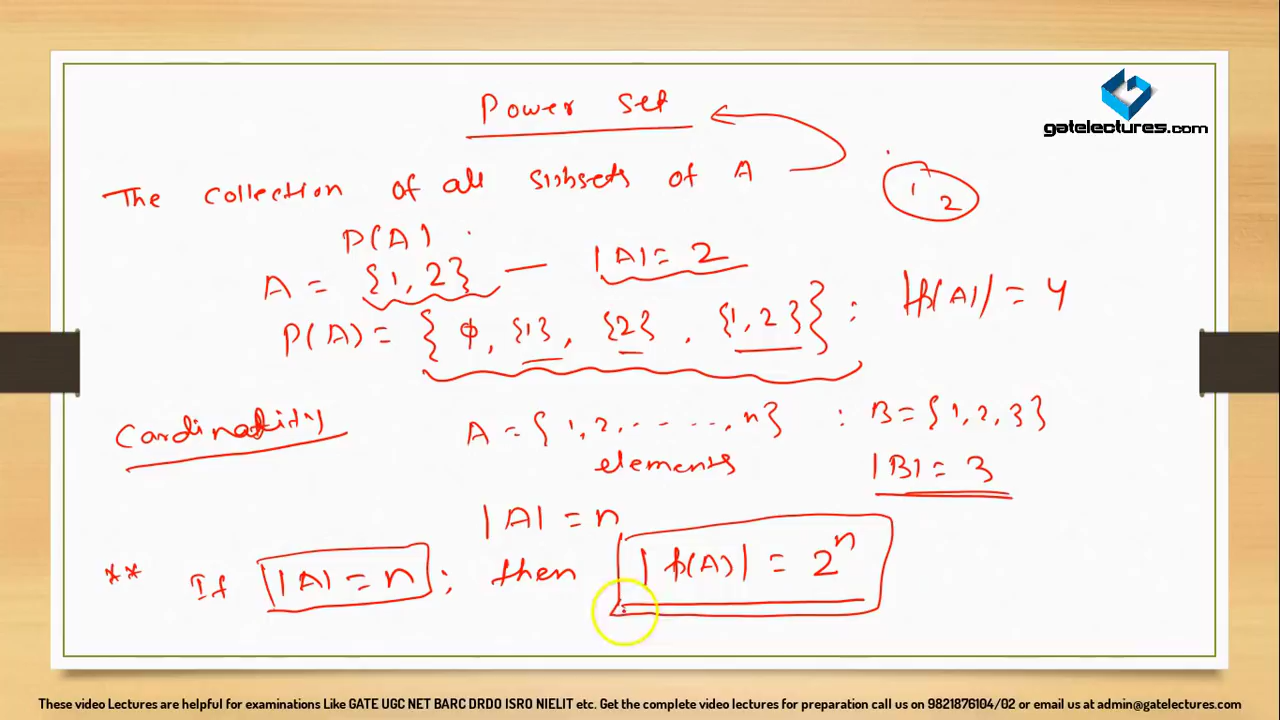 Power set
gatelectures.com
The collection of all subsets of A
1 2
P(A)
A = {1, 2} — |A| = 2
P(A) = { φ, {1}, {2}, {1, 2} } : |P(A)| = 4
Cardinality
A = {1, 2, - - - - -, n} : B = {1, 2, 3}
elements
|B| = 3
|A| = n
** If |A| = n ; then |P(A)| = 2ⁿ
These video Lectures are helpful for examinations Like GATE UGC NET BARC DRDO ISRO NIELIT etc. Get the complete video lectures for preparation call us on 9821876104/02 or email us at admin@gatelectures.com